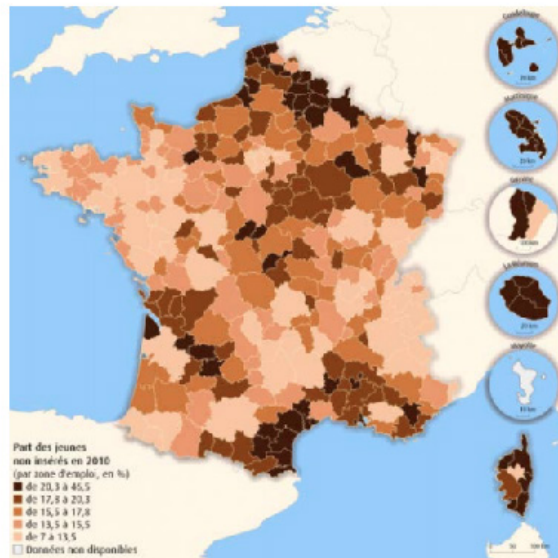 Guadeloupe
Martinique
Guyane
La Réunion
Mayotte
Part des jeunes
non insérés en 2010
(par zone d'emploi, en %)
de 20,3 à 45,5
de 17,8 à 20,3
de 15,5 à 17,8
de 13,5 à 15,5
de 7 à 13,5
Données non disponibles